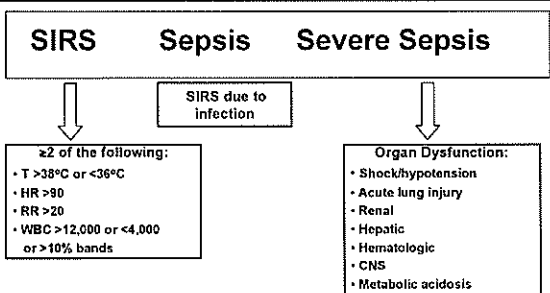 SIRS Sepsis Severe Sepsis
SIRS due to
infection
≥2 of the following:
• T >38ºC or <36ºC
• HR >90
• RR >20
• WBC >12,000 or <4,000
or >10% bands
Organ Dysfunction:
• Shock/hypotension
• Acute lung injury
• Renal
• Hepatic
• Hematologic
• CNS
• Metabolic acidosis